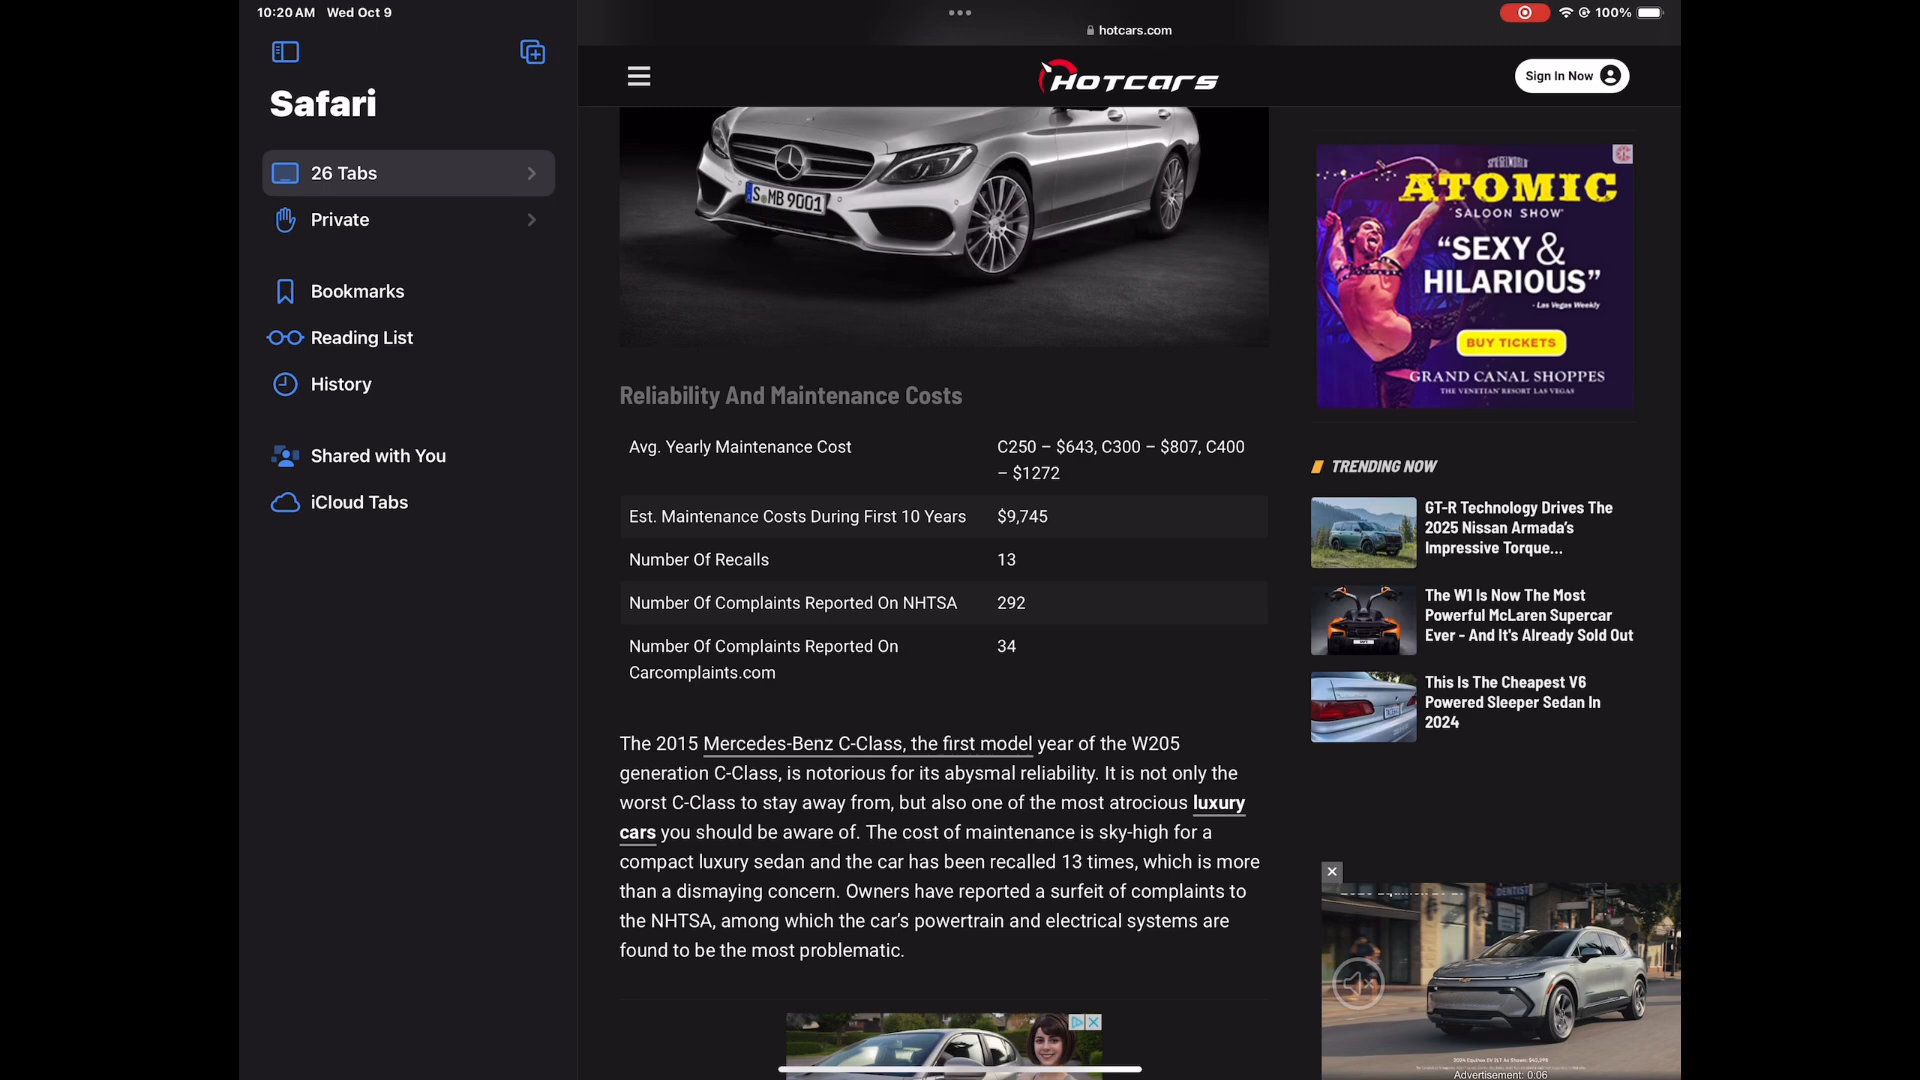 10:20 AM Wed Oct 9
100%
hotcars.com
Safari
26 Tabs
Private
Bookmarks
Reading List
History
Shared with You
iCloud Tabs
HOTCARS
Sign In Now
S MB 9001
Reliability And Maintenance Costs
Avg. Yearly Maintenance Cost
C250 – $643, C300 – $807, C400
– $1272
Est. Maintenance Costs During First 10 Years
$9,745
Number Of Recalls
13
Number Of Complaints Reported On NHTSA
292
Number Of Complaints Reported On
Carcomplaints.com
34
The 2015 Mercedes-Benz C-Class, the first model year of the W205
generation C-Class, is notorious for its abysmal reliability. It is not only the
worst C-Class to stay away from, but also one of the most atrocious luxury
cars you should be aware of. The cost of maintenance is sky-high for a
compact luxury sedan and the car has been recalled 13 times, which is more
than a dismaying concern. Owners have reported a surfeit of complaints to
the NHTSA, among which the car’s powertrain and electrical systems are
found to be the most problematic.
SPIEGELWORLD
ATOMIC
SALOON SHOW
“SEXY &
HILARIOUS”
- Las Vegas Weekly
BUY TICKETS
GRAND CANAL SHOPPES
THE VENETIAN RESORT LAS VEGAS
TRENDING NOW
GT-R Technology Drives The
2025 Nissan Armada’s
Impressive Torque...
The W1 Is Now The Most
Powerful McLaren Supercar
Ever - And It's Already Sold Out
This Is The Cheapest V6
Powered Sleeper Sedan In
2024
DENTIST
Advertisement: 0:06